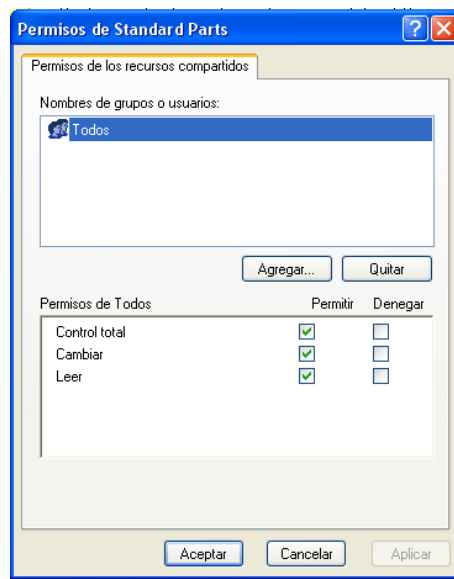 Permisos de Standard Parts
Permisos de los recursos compartidos
Nombres de grupos o usuarios:
Todos
Agregar... Quitar
Permisos de Todos Permitir Denegar
Control total
Cambiar
Leer
Aceptar Cancelar Aplicar